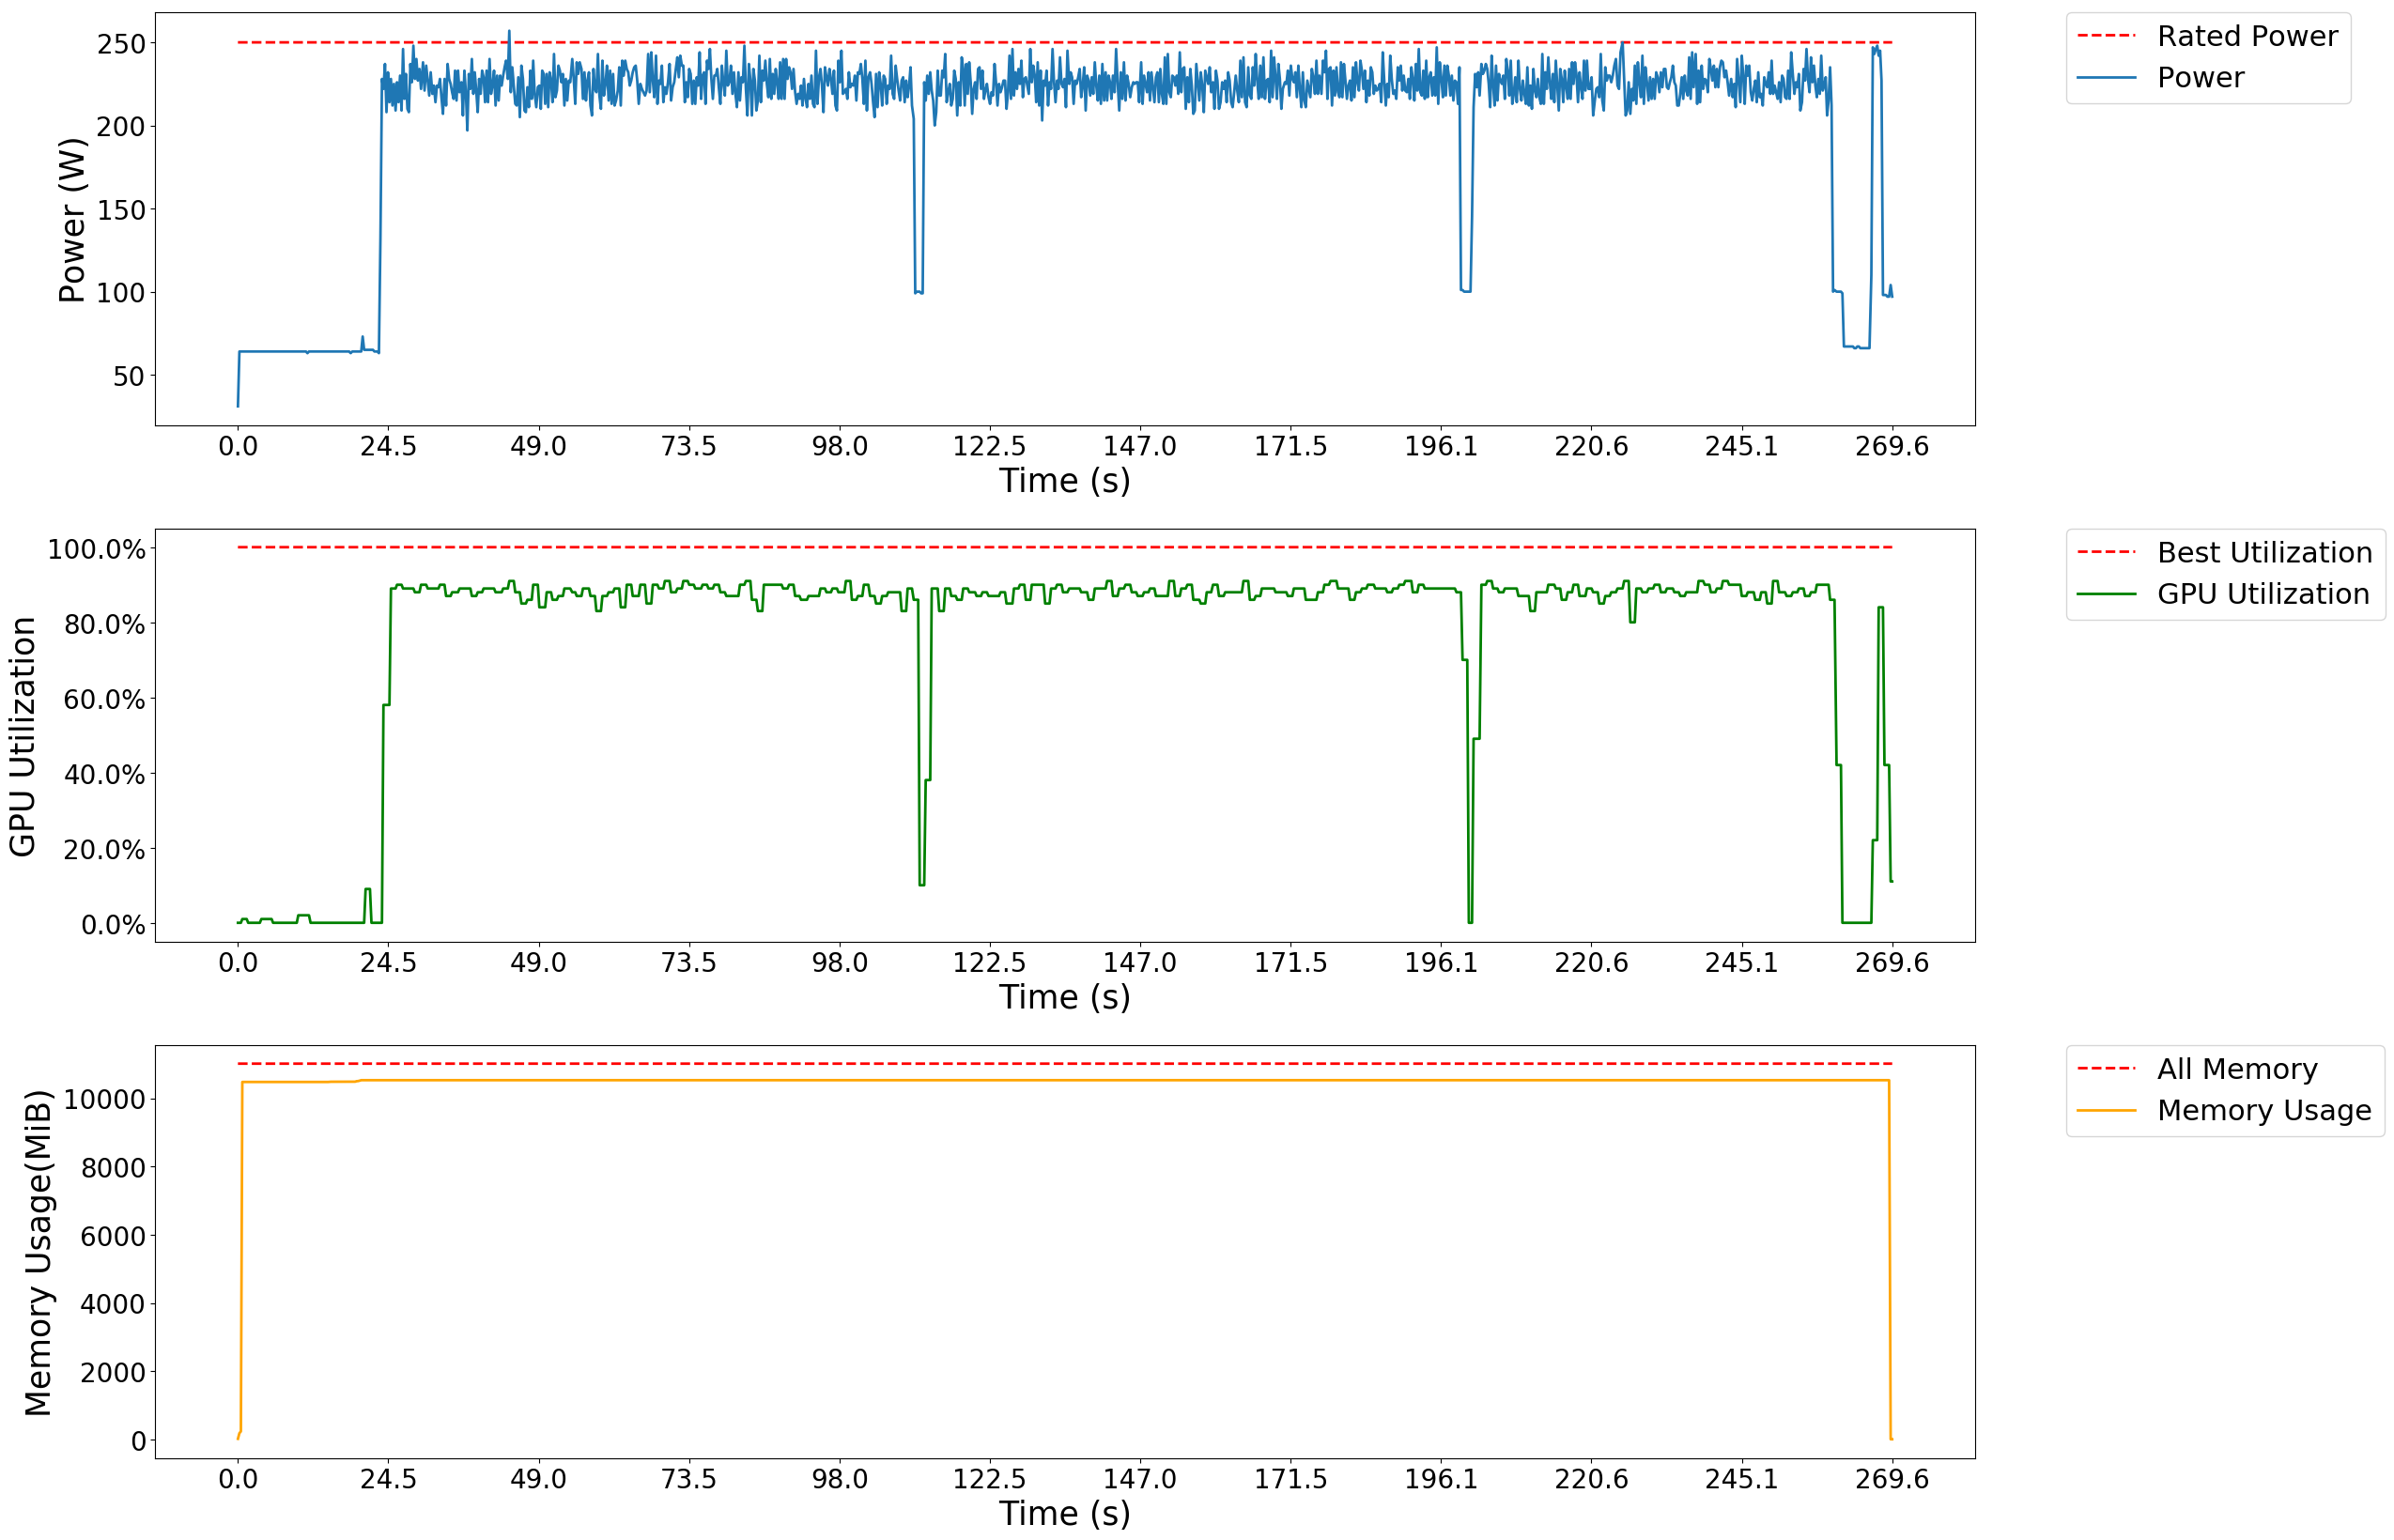 Power (W)
250
200
150
100
50
0.0 24.5 49.0 73.5 98.0 122.5 147.0 171.5 196.1 220.6 245.1 269.6
Time (s)
Rated Power
Power
GPU Utilization
100.0%
80.0%
60.0%
40.0%
20.0%
0.0%
0.0 24.5 49.0 73.5 98.0 122.5 147.0 171.5 196.1 220.6 245.1 269.6
Time (s)
Best Utilization
GPU Utilization
Memory Usage(MiB)
10000
8000
6000
4000
2000
0
0.0 24.5 49.0 73.5 98.0 122.5 147.0 171.5 196.1 220.6 245.1 269.6
Time (s)
All Memory
Memory Usage